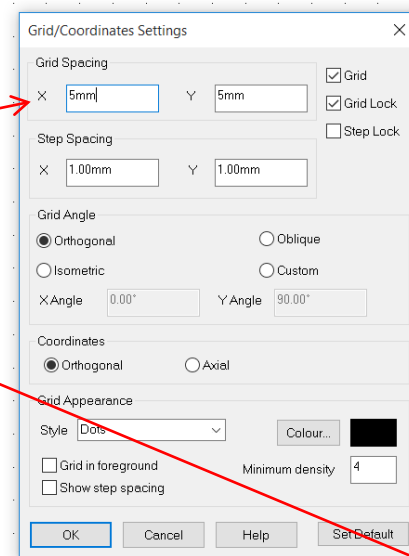 Grid/Coordinates Settings
Grid Spacing
X 5mm Y 5mm
Grid
Grid Lock
Step Lock
Step Spacing
X 1.00mm Y 1.00mm
Grid Angle
Orthogonal Oblique
Isometric Custom
X Angle 0.00° Y Angle 90.00°
Coordinates
Orthogonal Axial
Grid Appearance
Style Dots Colour...
Grid in foreground Minimum density 4
Show step spacing
OK Cancel Help Set Default